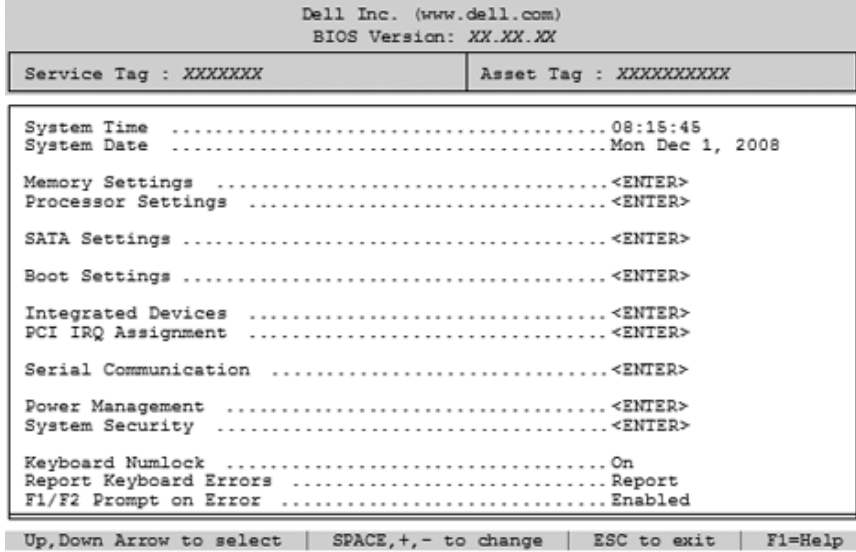 Dell Inc. (www.dell.com)
BIOS Version: XX.XX.XX
Service Tag : XXXXXXX | Asset Tag : XXXXXXXXXX
System Time ........................................ 08:15:45
System Date ........................................ Mon Dec 1, 2008
Memory Settings .................................... <ENTER>
Processor Settings ................................. <ENTER>
SATA Settings ....................................... <ENTER>
Boot Settings ....................................... <ENTER>
Integrated Devices ................................... <ENTER>
PCI IRQ Assignment ................................. <ENTER>
Serial Communication ............................... <ENTER>
Power Management ................................... <ENTER>
System Security .................................... <ENTER>
Keyboard Numlock ................................... On
Report Keyboard Errors ............................. Report
F1/F2 Prompt on Error .............................. Enabled
Up,Down Arrow to select | SPACE,+,- to change | ESC to exit | F1=Help